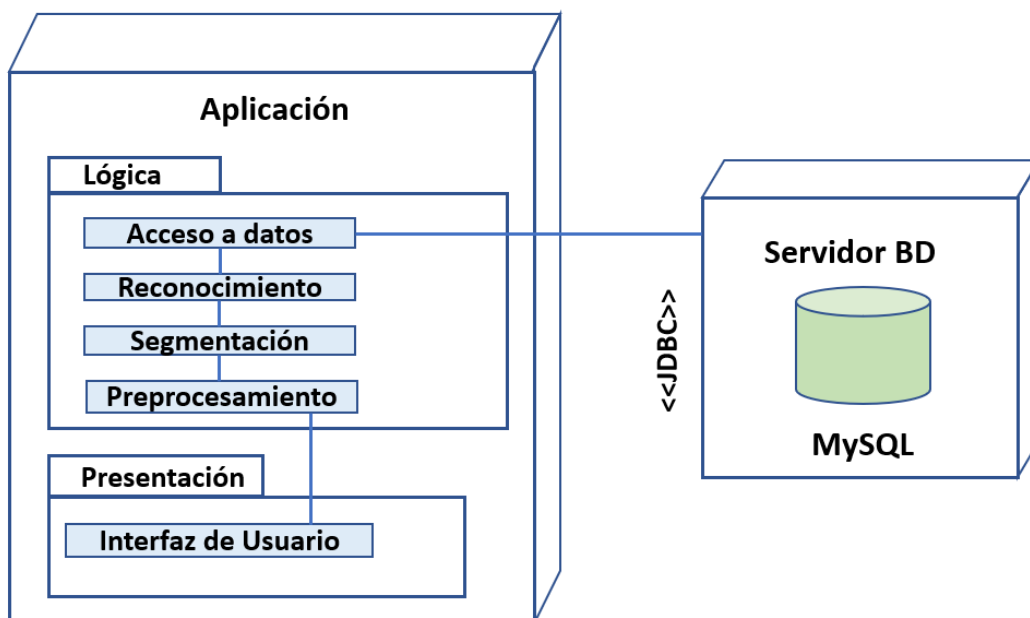 Aplicación
Lógica
Acceso a datos
Reconocimiento
Segmentación
Preprocesamiento
Presentación
Interfaz de Usuario
<<JDBC>>
Servidor BD
MySQL